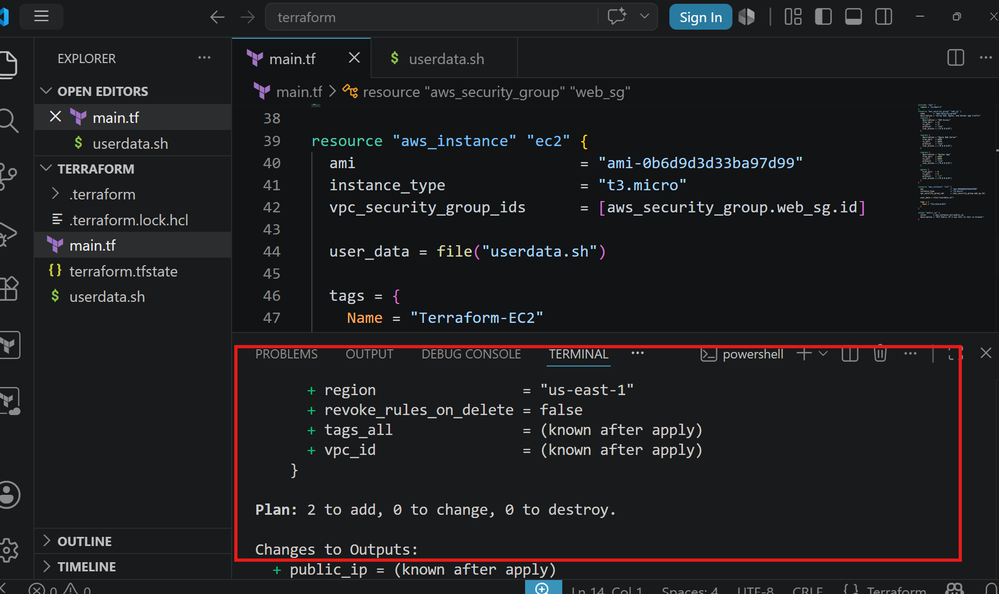 terraform
Sign In
EXPLORER
OPEN EDITORS
main.tf
userdata.sh
TERRAFORM
.terraform
.terraform.lock.hcl
main.tf
terraform.tfstate
userdata.sh
OUTLINE
TIMELINE
main.tf
userdata.sh
main.tf > resource "aws_security_group" "web_sg"
38
39 resource "aws_instance" "ec2" {
40 ami = "ami-0b6d9d3d33ba97d99"
41 instance_type = "t3.micro"
42 vpc_security_group_ids = [aws_security_group.web_sg.id]
43
44 user_data = file("userdata.sh")
45
46 tags = {
47 Name = "Terraform-EC2"
PROBLEMS OUTPUT DEBUG CONSOLE TERMINAL ... powershell
+ region = "us-east-1"
+ revoke_rules_on_delete = false
+ tags_all = (known after apply)
+ vpc_id = (known after apply)
}
Plan: 2 to add, 0 to change, 0 to destroy.
Changes to Outputs:
+ public_ip = (known after apply)
0 0 Ln 14, Col 1 Spaces: 4 UTF-8 CRLF {} Terraform